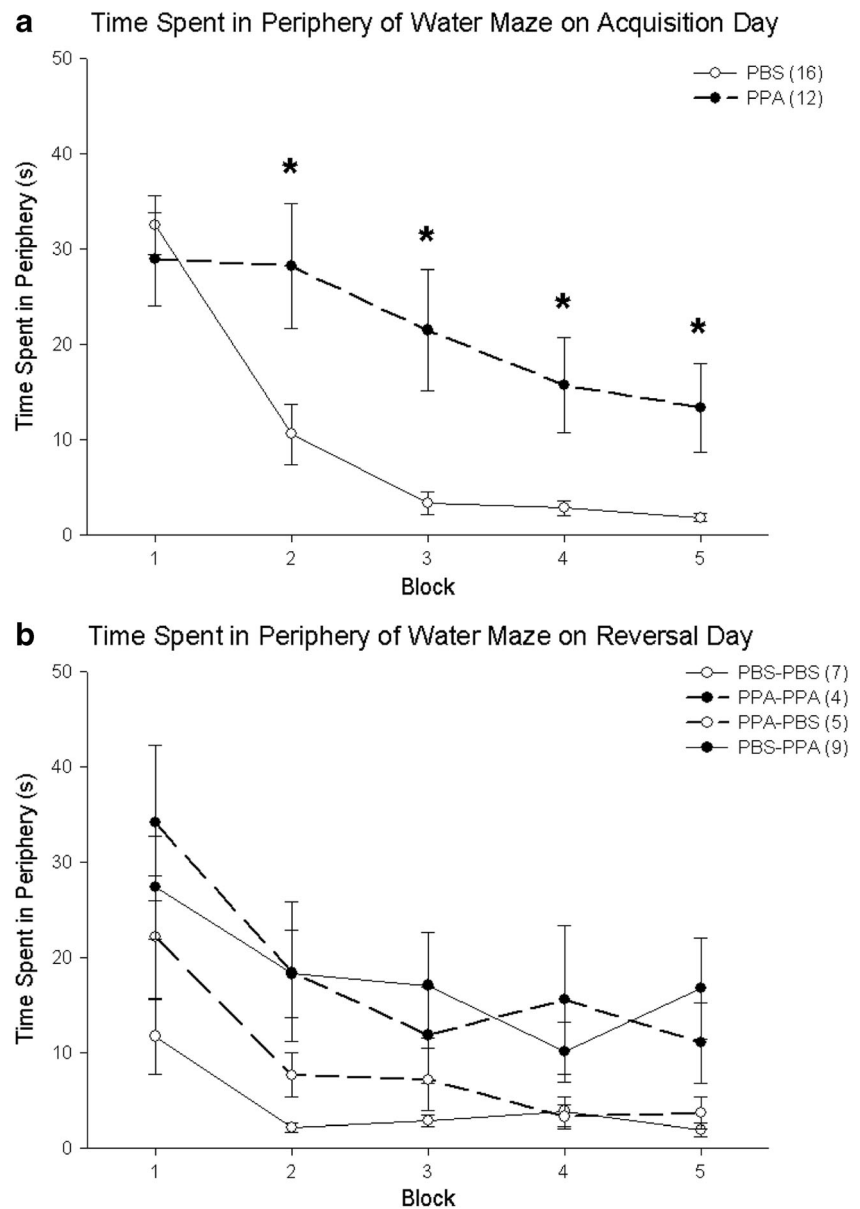 a Time Spent in Periphery of Water Maze on Acquisition Day
50
PBS (16)
PPA (12)
40
*
*
30
*
*
20
10
0
Time Spent in Periphery (s)
1 2 3 4 5
Block
b Time Spent in Periphery of Water Maze on Reversal Day
50
PBS-PBS (7)
PPA-PPA (4)
PPA-PBS (5)
PBS-PPA (9)
40
30
20
10
0
Time Spent in Periphery (s)
1 2 3 4 5
Block